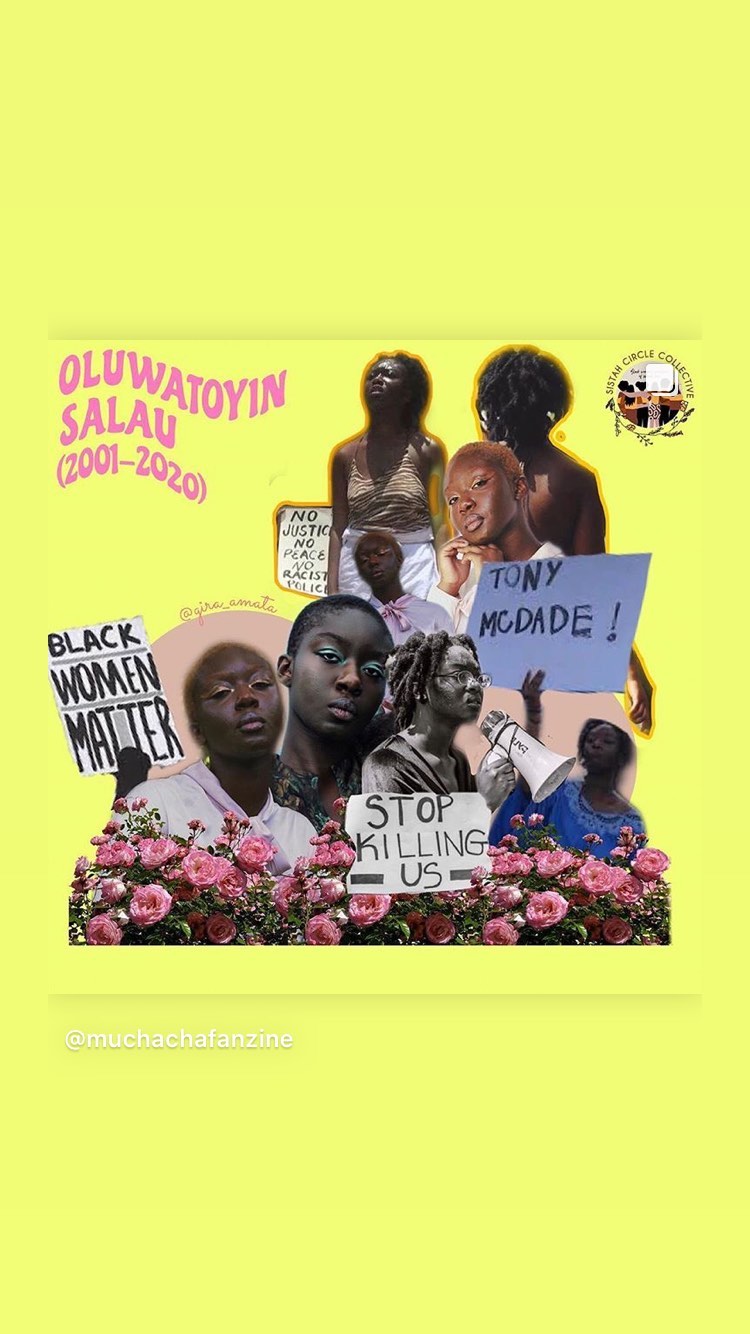 OLUWATOYIN
SALAU
(2001–2020)
SISTAH CIRCLE COLLECTIVE
NO
JUSTIC
NO
PEACE
NO
RACIST
POLICE
TONY
MCDADE !
@gira_amata
BLACK
WOMEN
MATTER
STOP
KILLING
US
@muchachafanzine